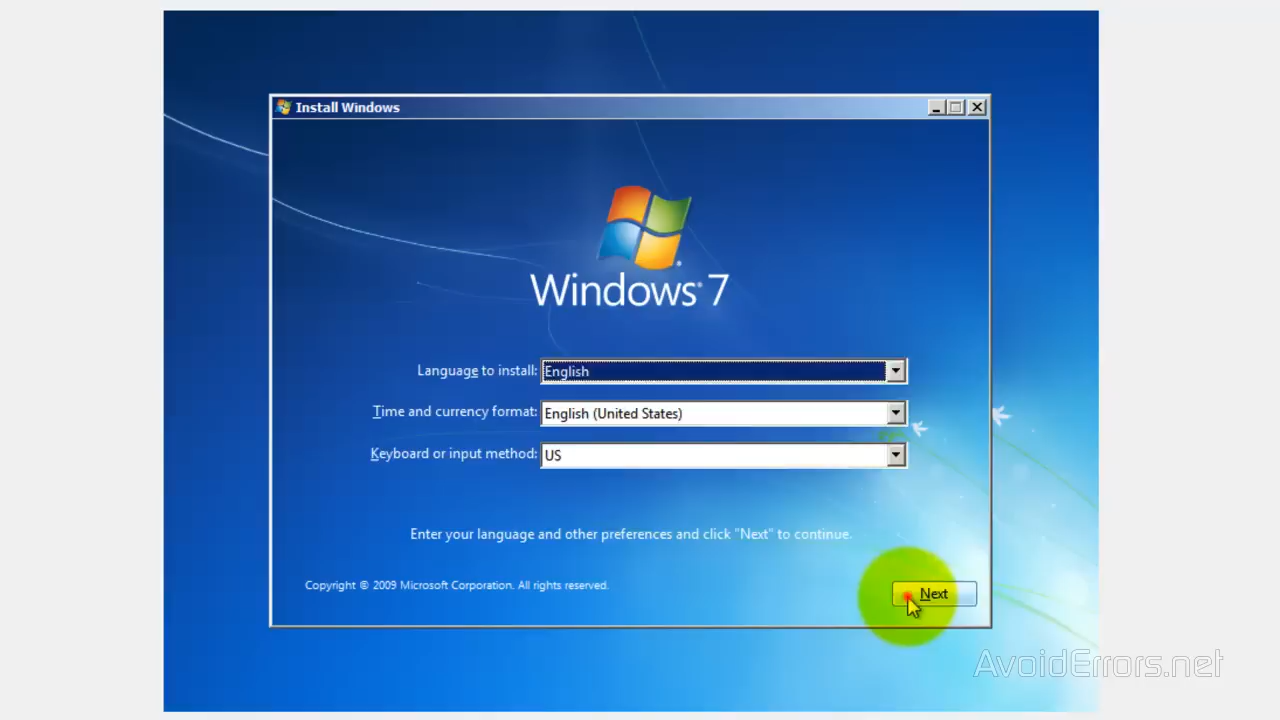 Install Windows
Windows 7
Language to install: English
Time and currency format: English (United States)
Keyboard or input method: US
Enter your language and other preferences and click "Next" to continue.
Copyright © 2009 Microsoft Corporation. All rights reserved.
Next
AvoidErrors.net